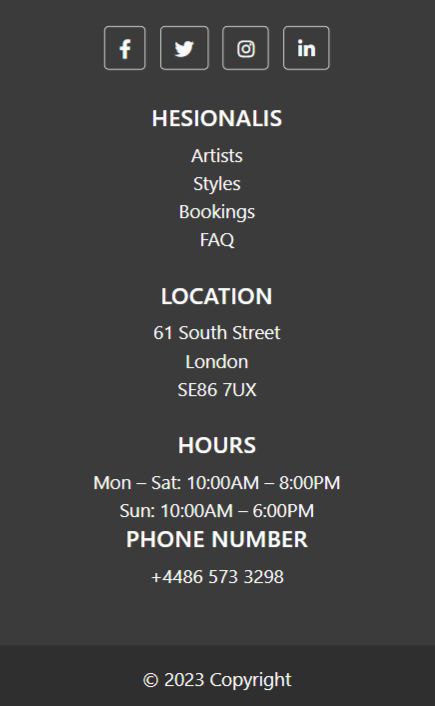 HESIONALIS
Artists
Styles
Bookings
FAQ
LOCATION
61 South Street
London
SE86 7UX
HOURS
Mon – Sat: 10:00AM – 8:00PM
Sun: 10:00AM – 6:00PM
PHONE NUMBER
+4486 573 3298
© 2023 Copyright